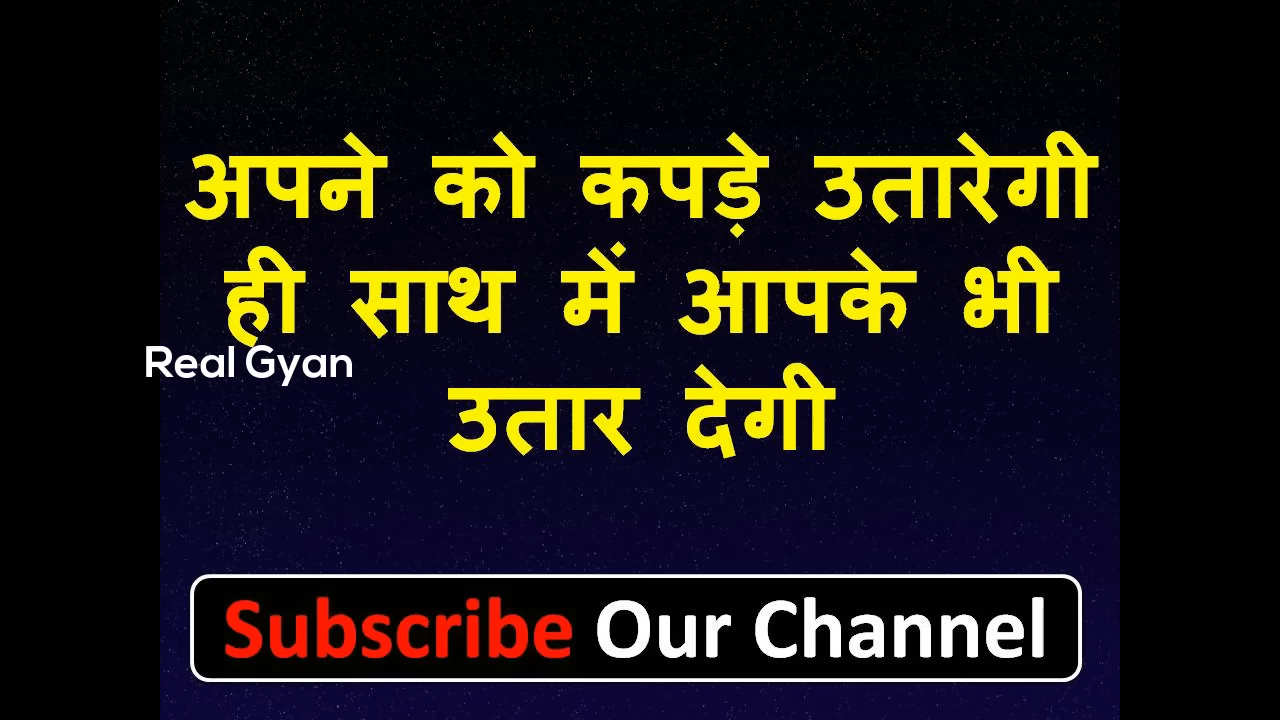 अपने को कपड़े उतारेगी
ही साथ में आपके भी
Real Gyan
उतार देगी
Subscribe Our Channel